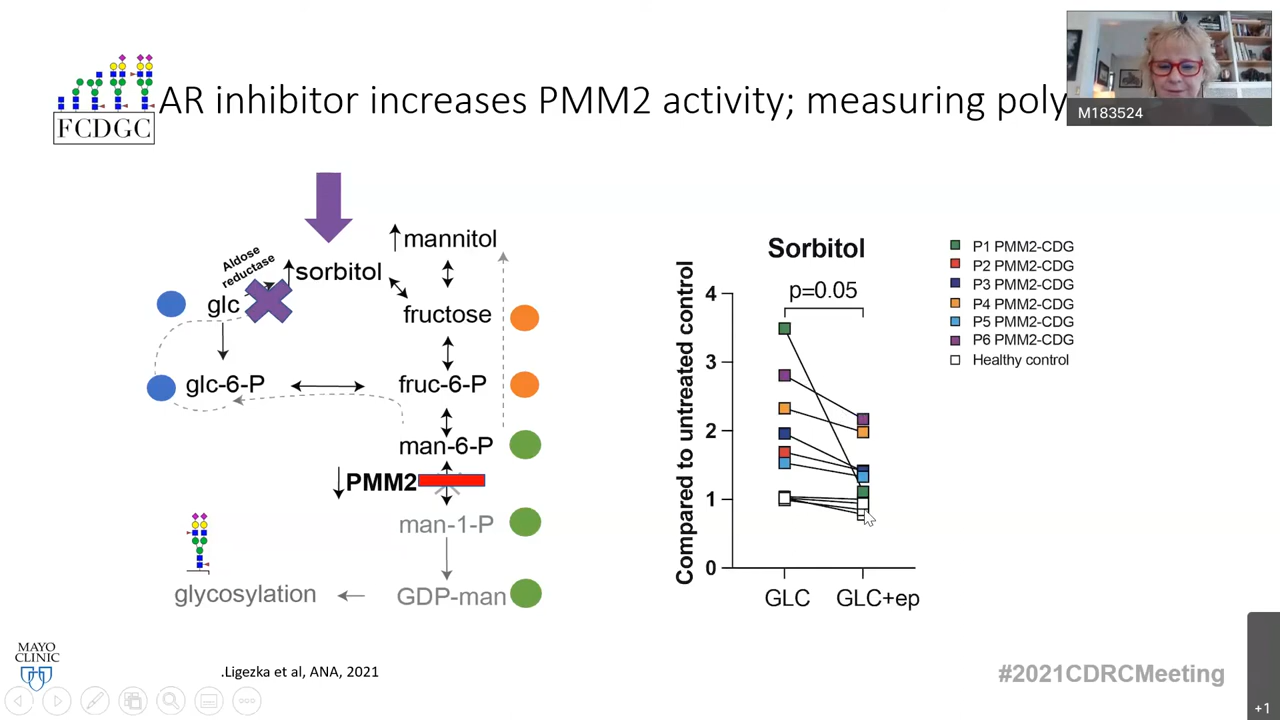 AR inhibitor increases PMM2 activity; measuring poly
M183524
FCDGC
mannitol
Aldose
reductase
sorbitol
glc
fructose
glc-6-P
fruc-6-P
man-6-P
PMM2
man-1-P
glycosylation
GDP-man
Sorbitol
p=0.05
Compared to untreated control
4
3
2
1
0
GLC
GLC+ep
P1 PMM2-CDG
P2 PMM2-CDG
P3 PMM2-CDG
P4 PMM2-CDG
P5 PMM2-CDG
P6 PMM2-CDG
Healthy control
MAYO
CLINIC
.Ligezka et al, ANA, 2021
#2021CDRCMeeting
+1